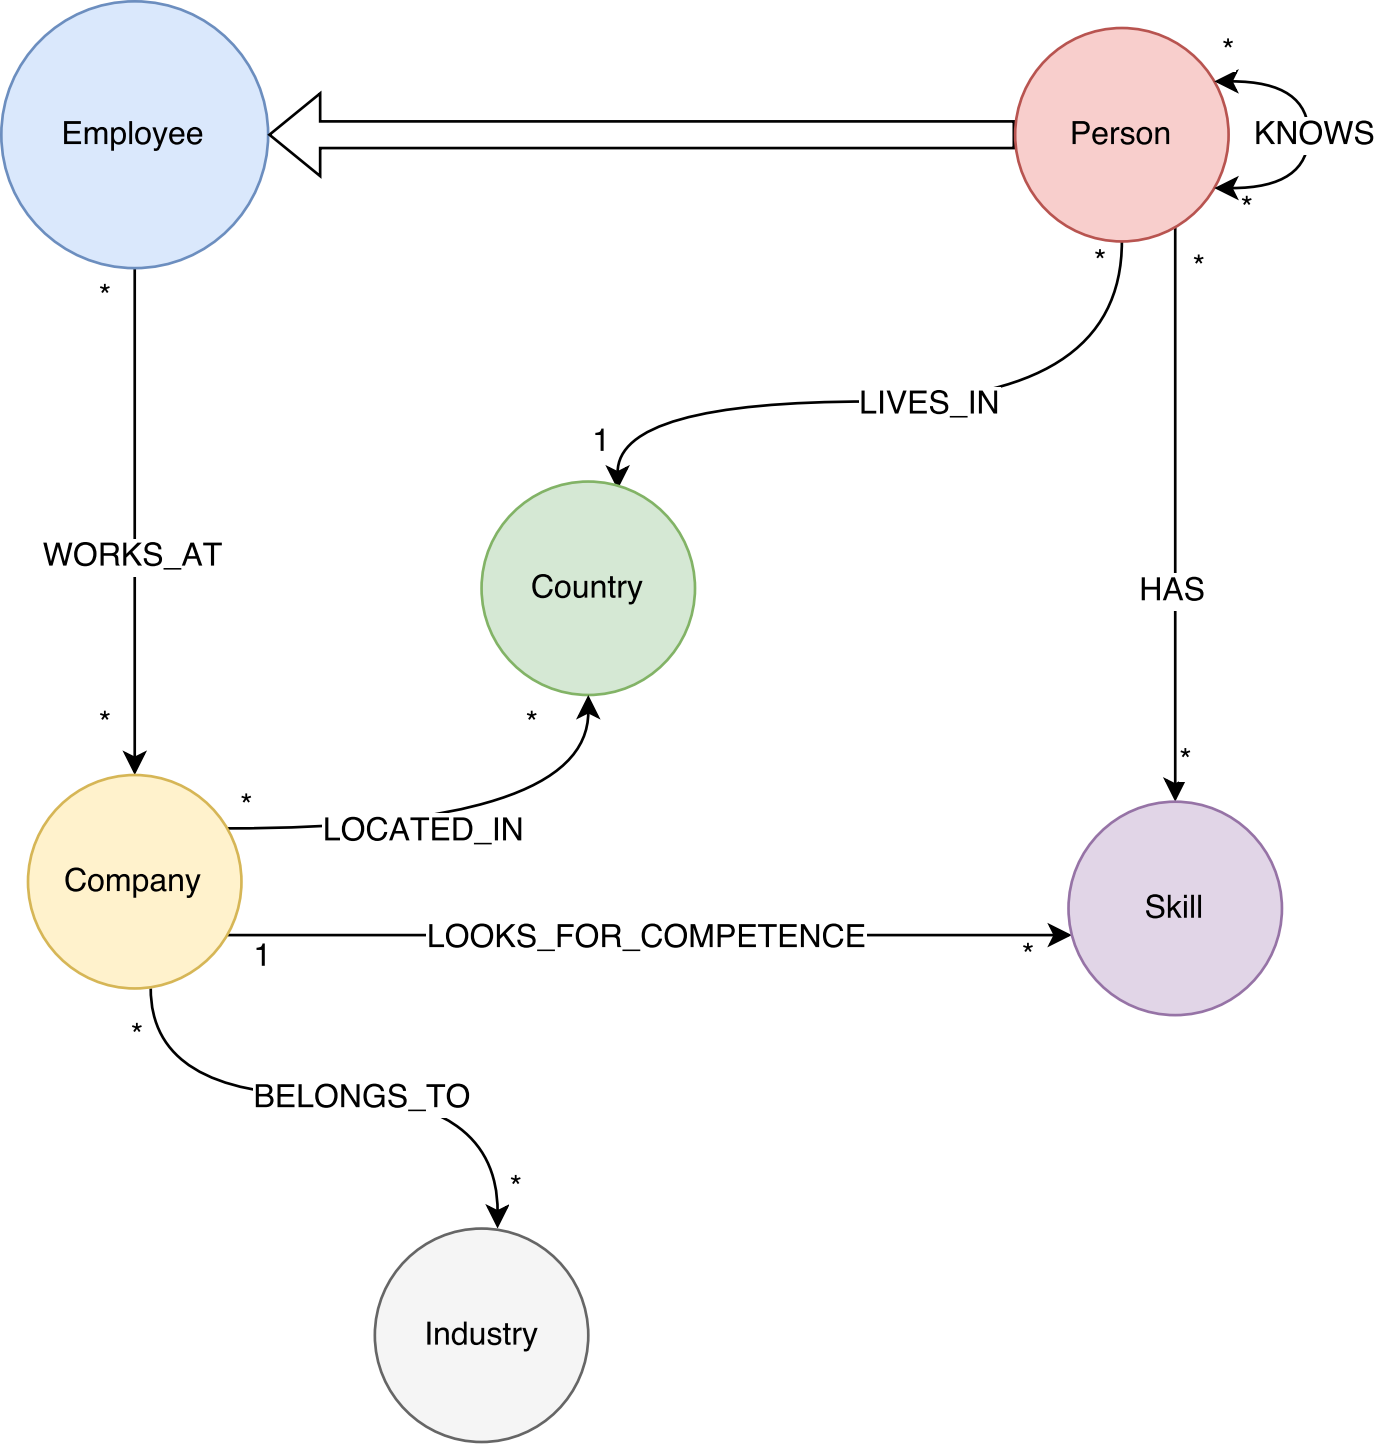 *
Employee
Person
KNOWS
*
*
*
*
LIVES_IN
1
WORKS_AT
Country
HAS
*
*
*
*
LOCATED_IN
Company
Skill
LOOKS_FOR_COMPETENCE
1
*
*
BELONGS_TO
*
Industry